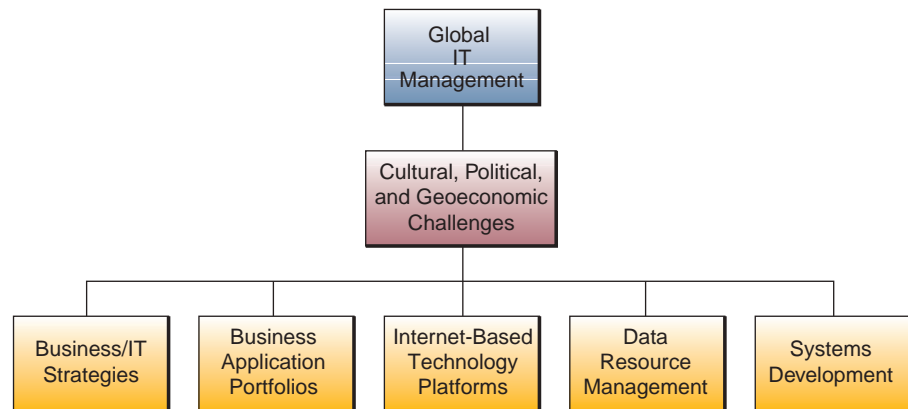 Global
IT
Management
Cultural, Political,
and Geoeconomic
Challenges
Business/IT
Strategies
Business
Application
Portfolios
Internet-Based
Technology
Platforms
Data
Resource
Management
Systems
Development